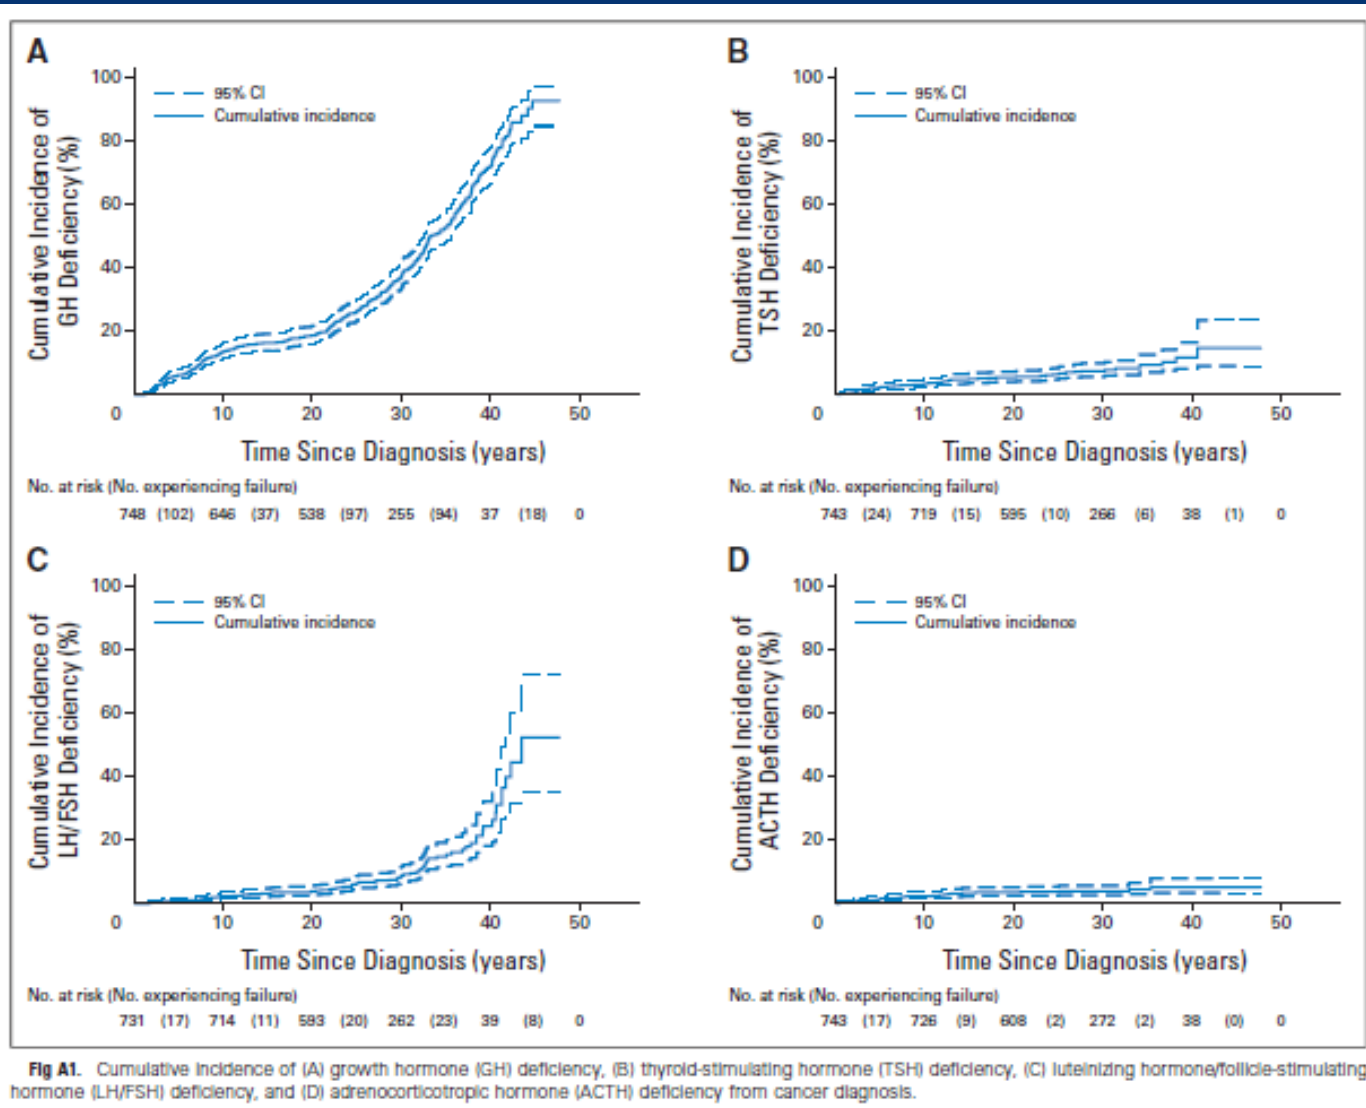 A
Cumulative Incidence of
GH Deficiency (%)
100
80
60
40
20
0
10
20
30
40
50
95% CI
Cumulative incidence
Time Since Diagnosis (years)
No. at risk (No. experiencing failure)
748 (102) 646 (37) 538 (97) 255 (94) 37 (18) 0
B
Cumulative Incidence of
TSH Deficiency (%)
100
80
60
40
20
0
10
20
30
40
50
95% CI
Cumulative incidence
Time Since Diagnosis (years)
No. at risk (No. experiencing failure)
743 (24) 719 (15) 595 (10) 266 (6) 38 (1) 0
C
Cumulative Incidence of
LH/FSH Deficiency (%)
100
80
60
40
20
0
10
20
30
40
50
95% CI
Cumulative incidence
Time Since Diagnosis (years)
No. at risk (No. experiencing failure)
731 (17) 714 (11) 593 (20) 262 (23) 39 (8) 0
D
Cumulative Incidence of
ACTH Deficiency (%)
100
80
60
40
20
0
10
20
30
40
50
95% CI
Cumulative incidence
Time Since Diagnosis (years)
No. at risk (No. experiencing failure)
743 (17) 726 (9) 608 (2) 272 (2) 38 (0) 0
Fig A1. Cumulative incidence of (A) growth hormone (GH) deficiency, (B) thyroid-stimulating hormone (TSH) deficiency, (C) luteinizing hormone/follicle-stimulating
hormone (LH/FSH) deficiency, and (D) adrenocorticotropic hormone (ACTH) deficiency from cancer diagnosis.